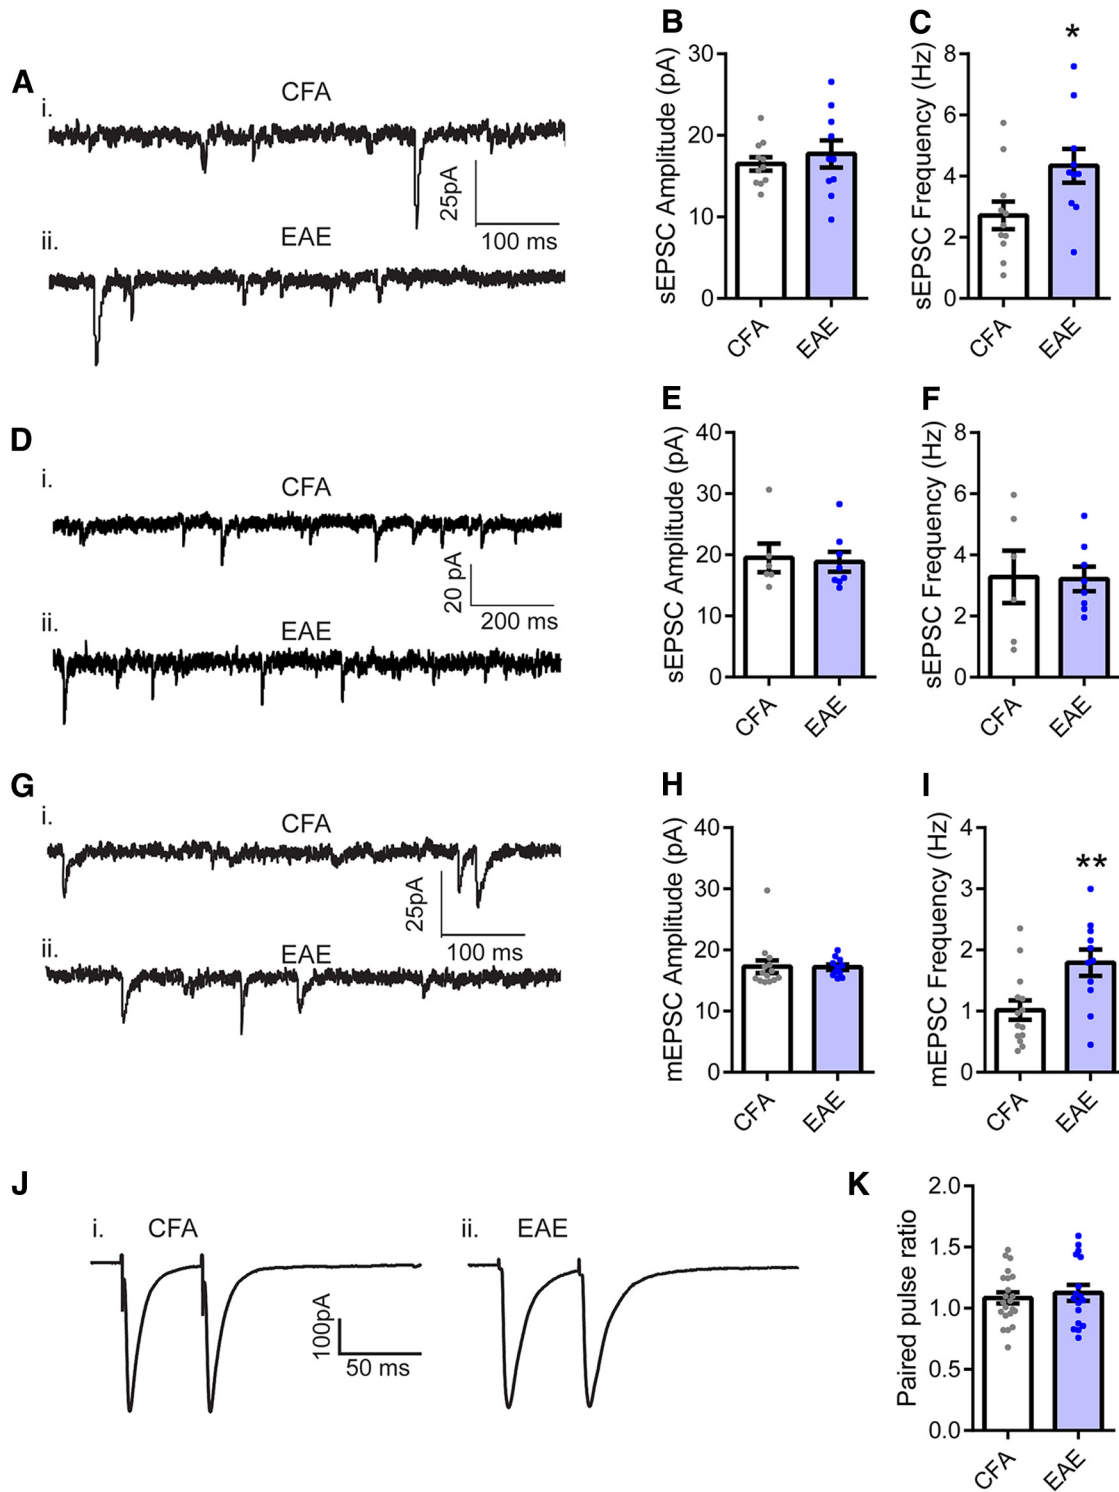 A
i.
CFA
25pA
100 ms
ii.
EAE
B
sEPSC Amplitude (pA)
30
20
10
0
CFA
EAE
C
*
sEPSC Frequency (Hz)
8
6
4
2
0
CFA
EAE
D
i.
CFA
20 pA
200 ms
ii.
EAE
E
sEPSC Amplitude (pA)
40
30
20
10
0
CFA
EAE
F
sEPSC Frequency (Hz)
8
6
4
2
0
CFA
EAE
G
i.
CFA
25pA
100 ms
ii.
EAE
H
mEPSC Amplitude (pA)
40
30
20
10
0
CFA
EAE
I
**
mEPSC Frequency (Hz)
4
3
2
1
0
CFA
EAE
J
i.
CFA
100pA
50 ms
ii.
EAE
K
Paired pulse ratio
2.0
1.5
1.0
0.5
0.0
CFA
EAE